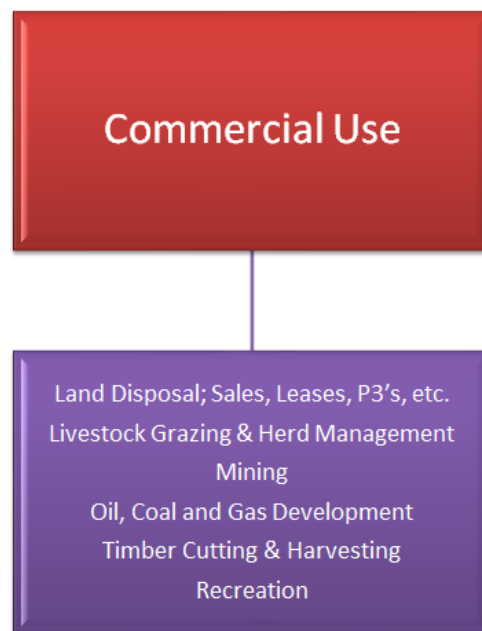 Commercial Use
Land Disposal; Sales, Leases, P3’s, etc.
Livestock Grazing & Herd Management
Mining
Oil, Coal and Gas Development
Timber Cutting & Harvesting
Recreation